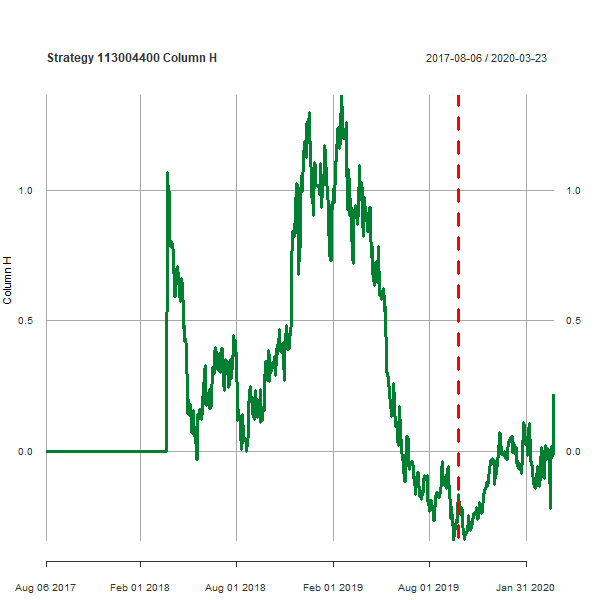 Strategy 113004400 Column H
2017-08-06 / 2020-03-23
1.0
1.0
0.5
0.5
0.0
0.0
Column H
Aug 06 2017
Feb 01 2018
Aug 01 2018
Feb 01 2019
Aug 01 2019
Jan 31 2020